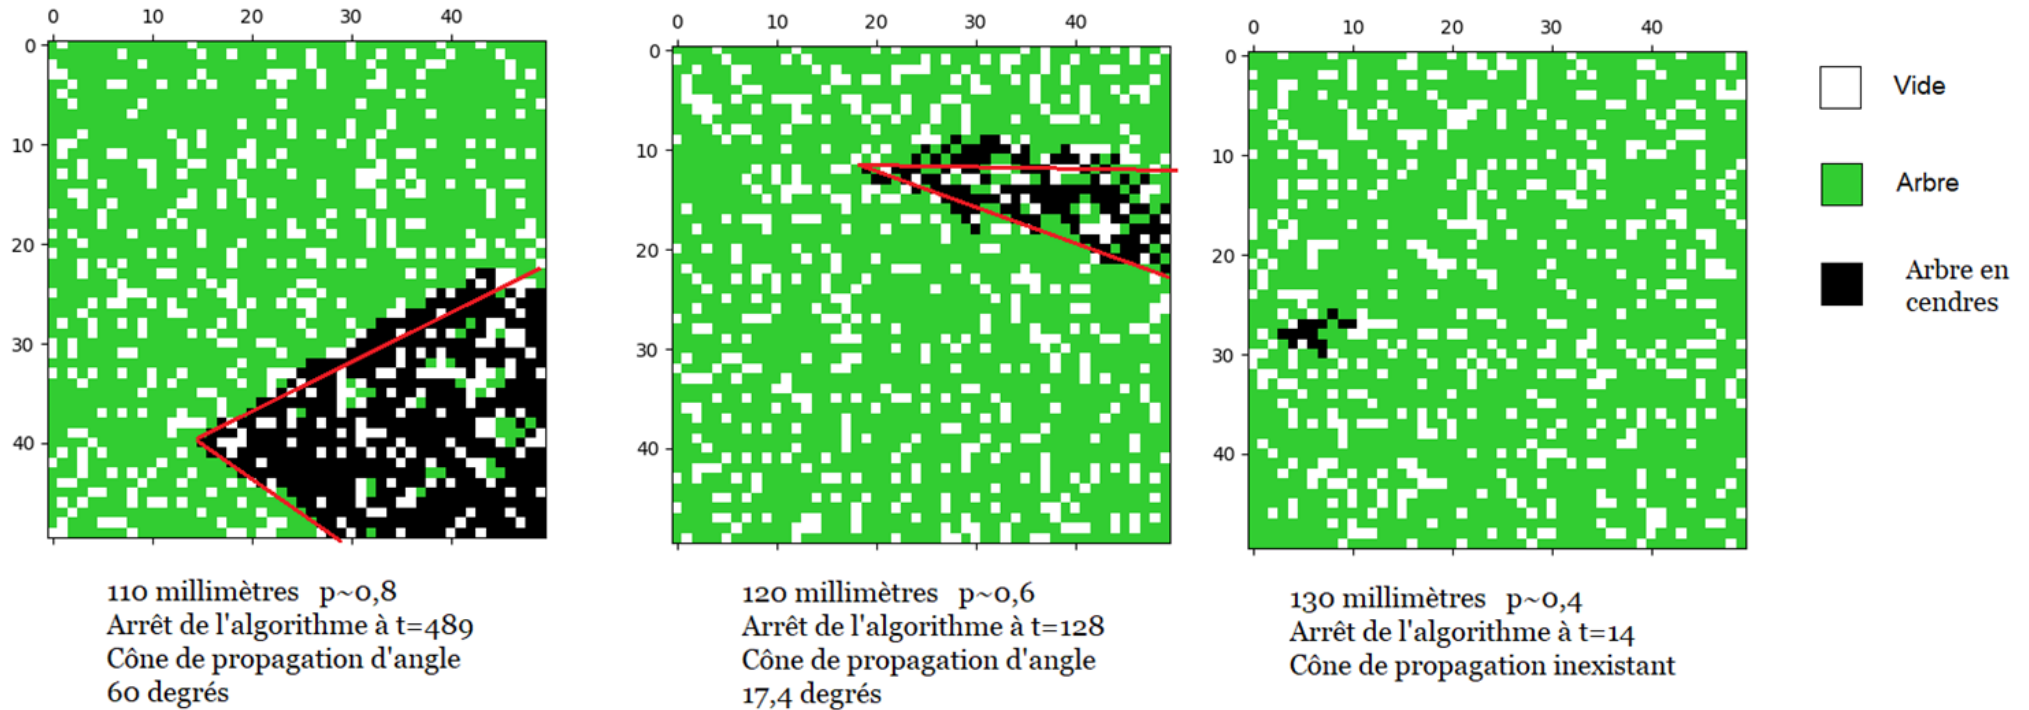 0 10 20 30 40
0
10
20
30
40
110 millimètres p~0,8
Arrêt de l'algorithme à t=489
Cône de propagation d'angle
60 degrés
0 10 20 30 40
0
10
20
30
40
120 millimètres p~0,6
Arrêt de l'algorithme à t=128
Cône de propagation d'angle
17,4 degrés
0 10 20 30 40
0
10
20
30
40
130 millimètres p~0,4
Arrêt de l'algorithme à t=14
Cône de propagation inexistant
Vide
Arbre
Arbre en
cendres